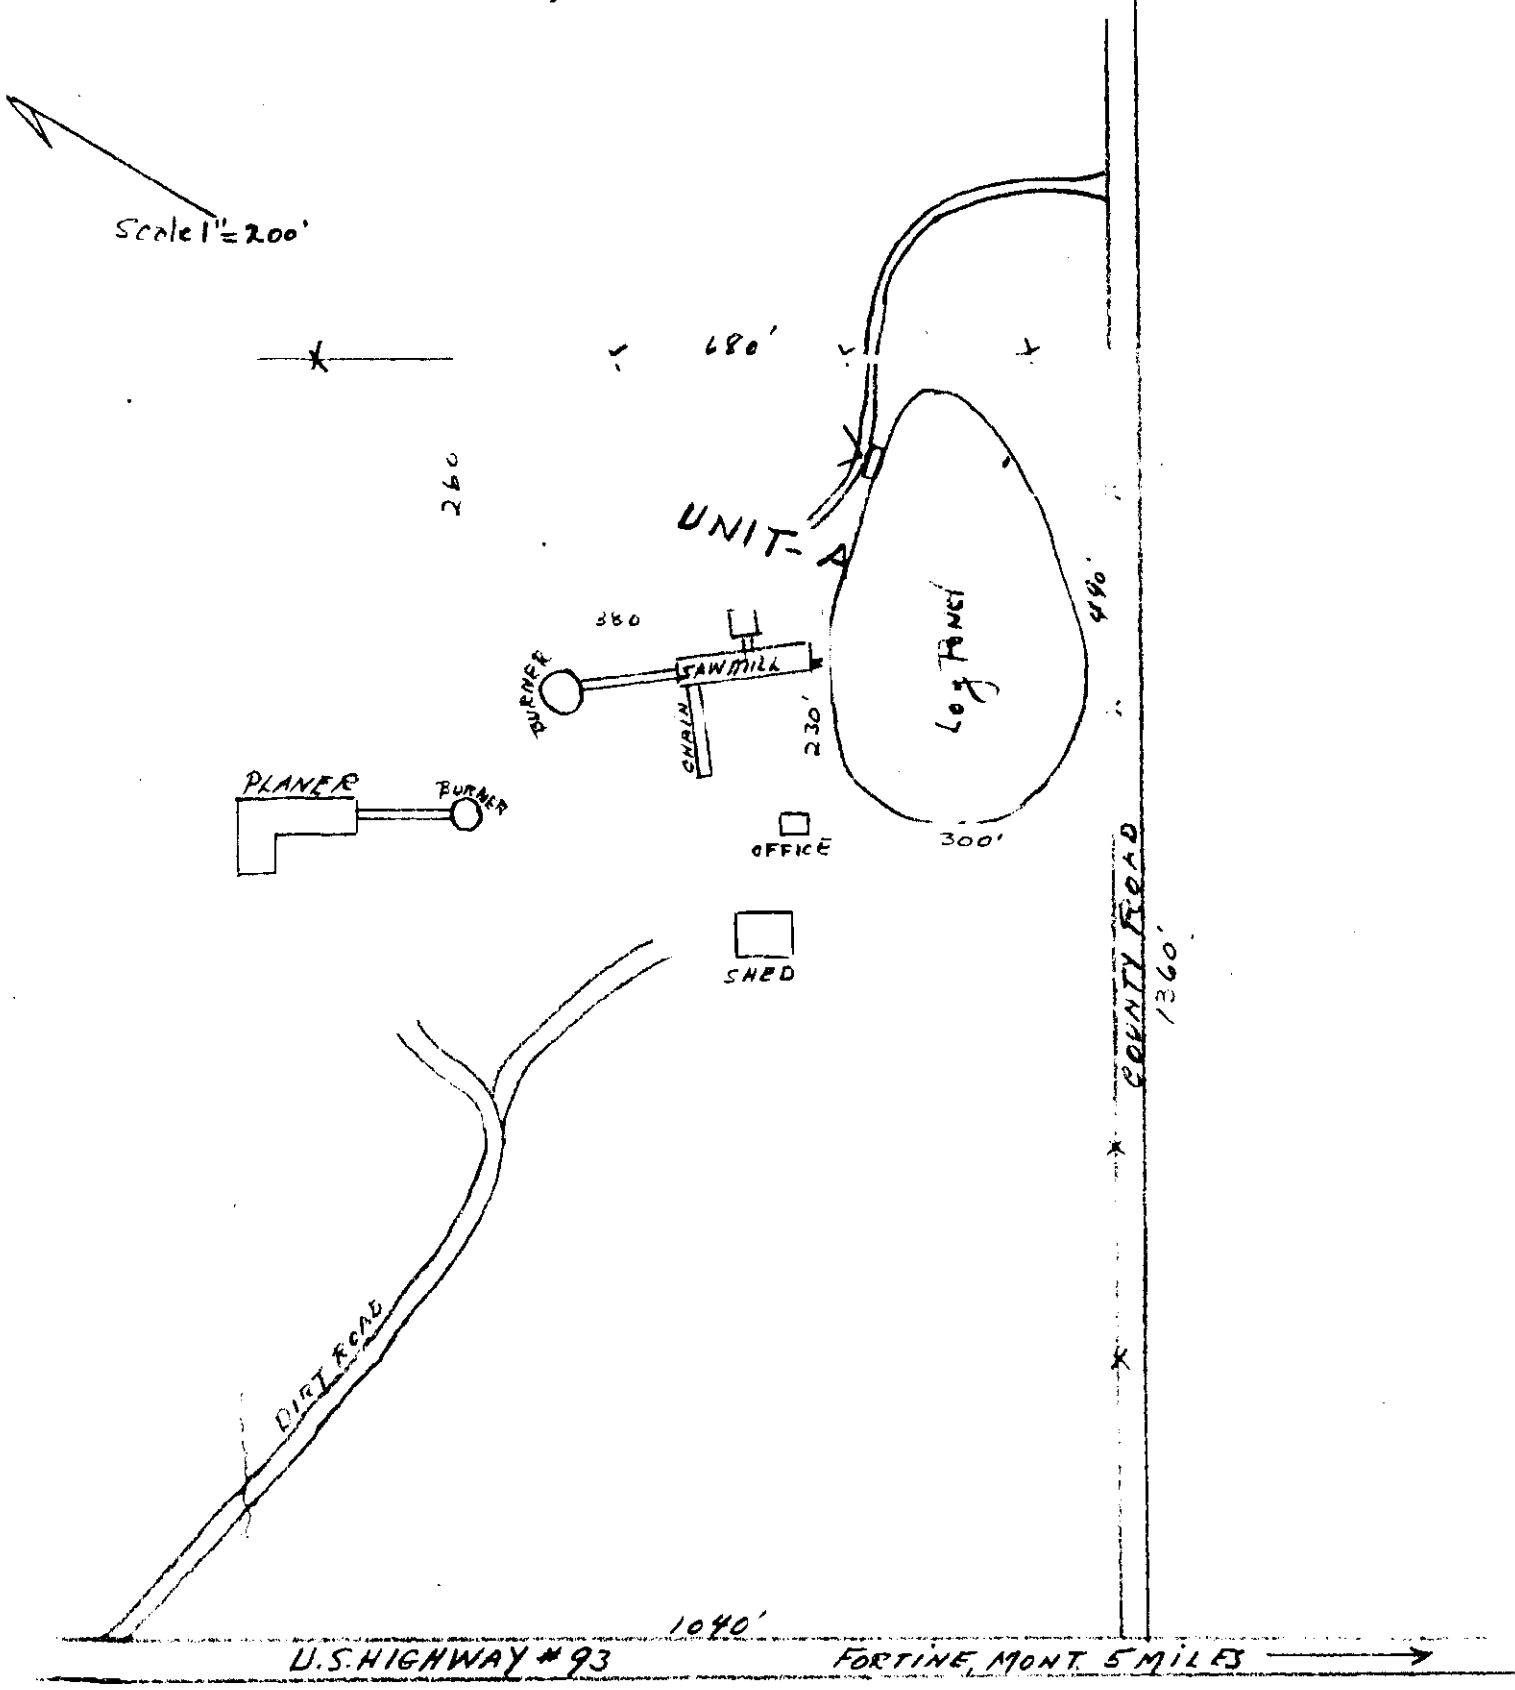 Scale 1"=200'
680'
260
UNIT-A
380
SAWMILL
BURNER
CHAIN
230'
Log Pond
440'
PLANER
BURNER
OFFICE
300'
SHED
COUNTY ROAD
1360'
DIRT ROAD
1040'
U.S. HIGHWAY #93
FORTINE, MONT. 5 MILES